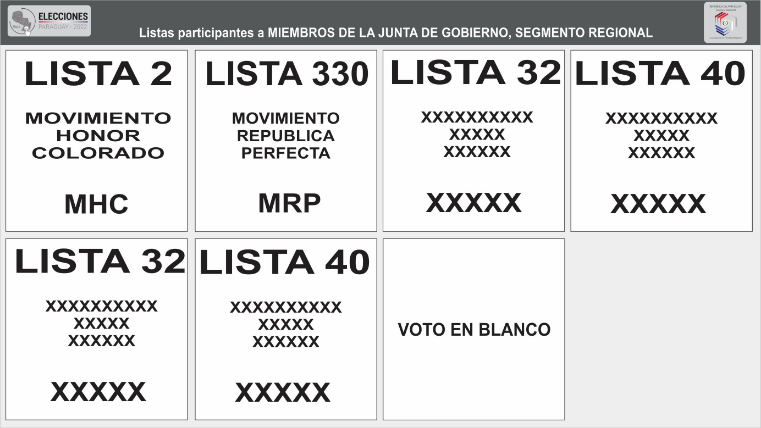 ELECCIONES
PARAGUAY - 2022
Listas participantes a MIEMBROS DE LA JUNTA DE GOBIERNO, SEGMENTO REGIONAL
LISTA 2
MOVIMIENTO
HONOR
COLORADO
MHC
LISTA 330
MOVIMIENTO
REPUBLICA
PERFECTA
MRP
LISTA 32
XXXXXXXXXX
XXXXX
XXXXXX
XXXXX
LISTA 40
XXXXXXXXXX
XXXXX
XXXXXX
XXXXX
LISTA 32
XXXXXXXXXX
XXXXX
XXXXXX
XXXXX
LISTA 40
XXXXXXXXXX
XXXXX
XXXXXX
XXXXX
VOTO EN BLANCO